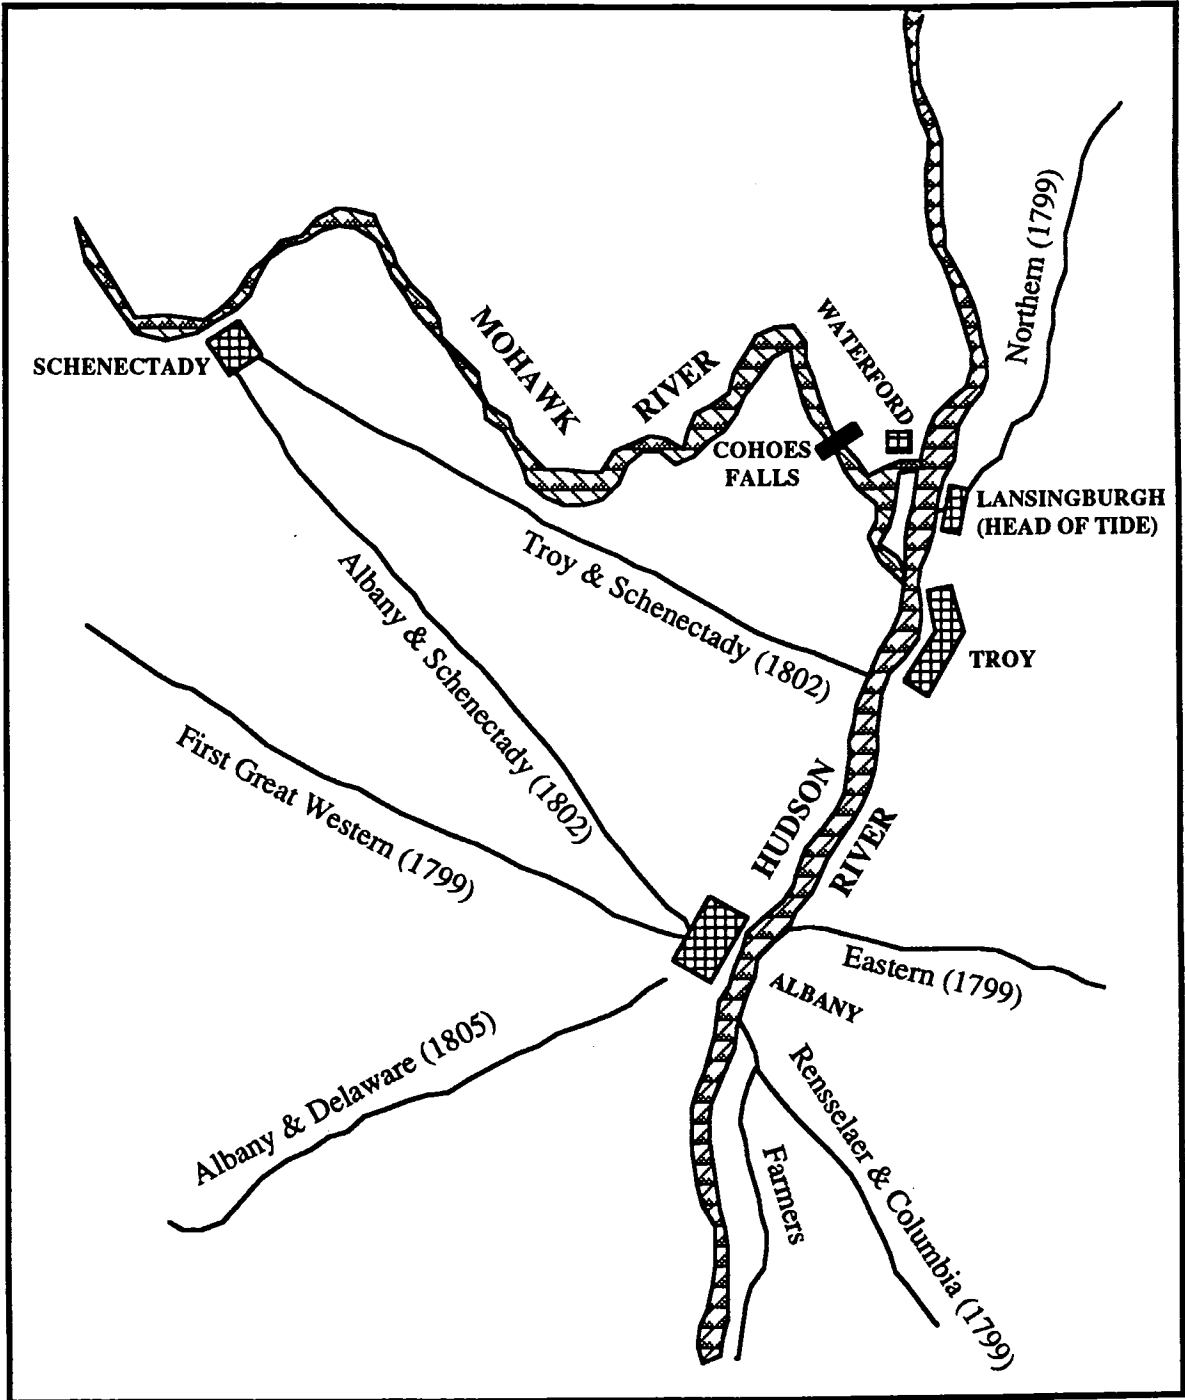 Northern (1799)
WATERFORD
MOHAWK
RIVER
SCHENECTADY
COHOES
FALLS
LANSINGBURGH
(HEAD OF TIDE)
Troy & Schenectady (1802)
Albany & Schenectady (1802)
TROY
First Great Western (1799)
HUDSON
RIVER
Eastern (1799)
ALBANY
Albany & Delaware (1805)
Rensselaer & Columbia (1799)
Farmers